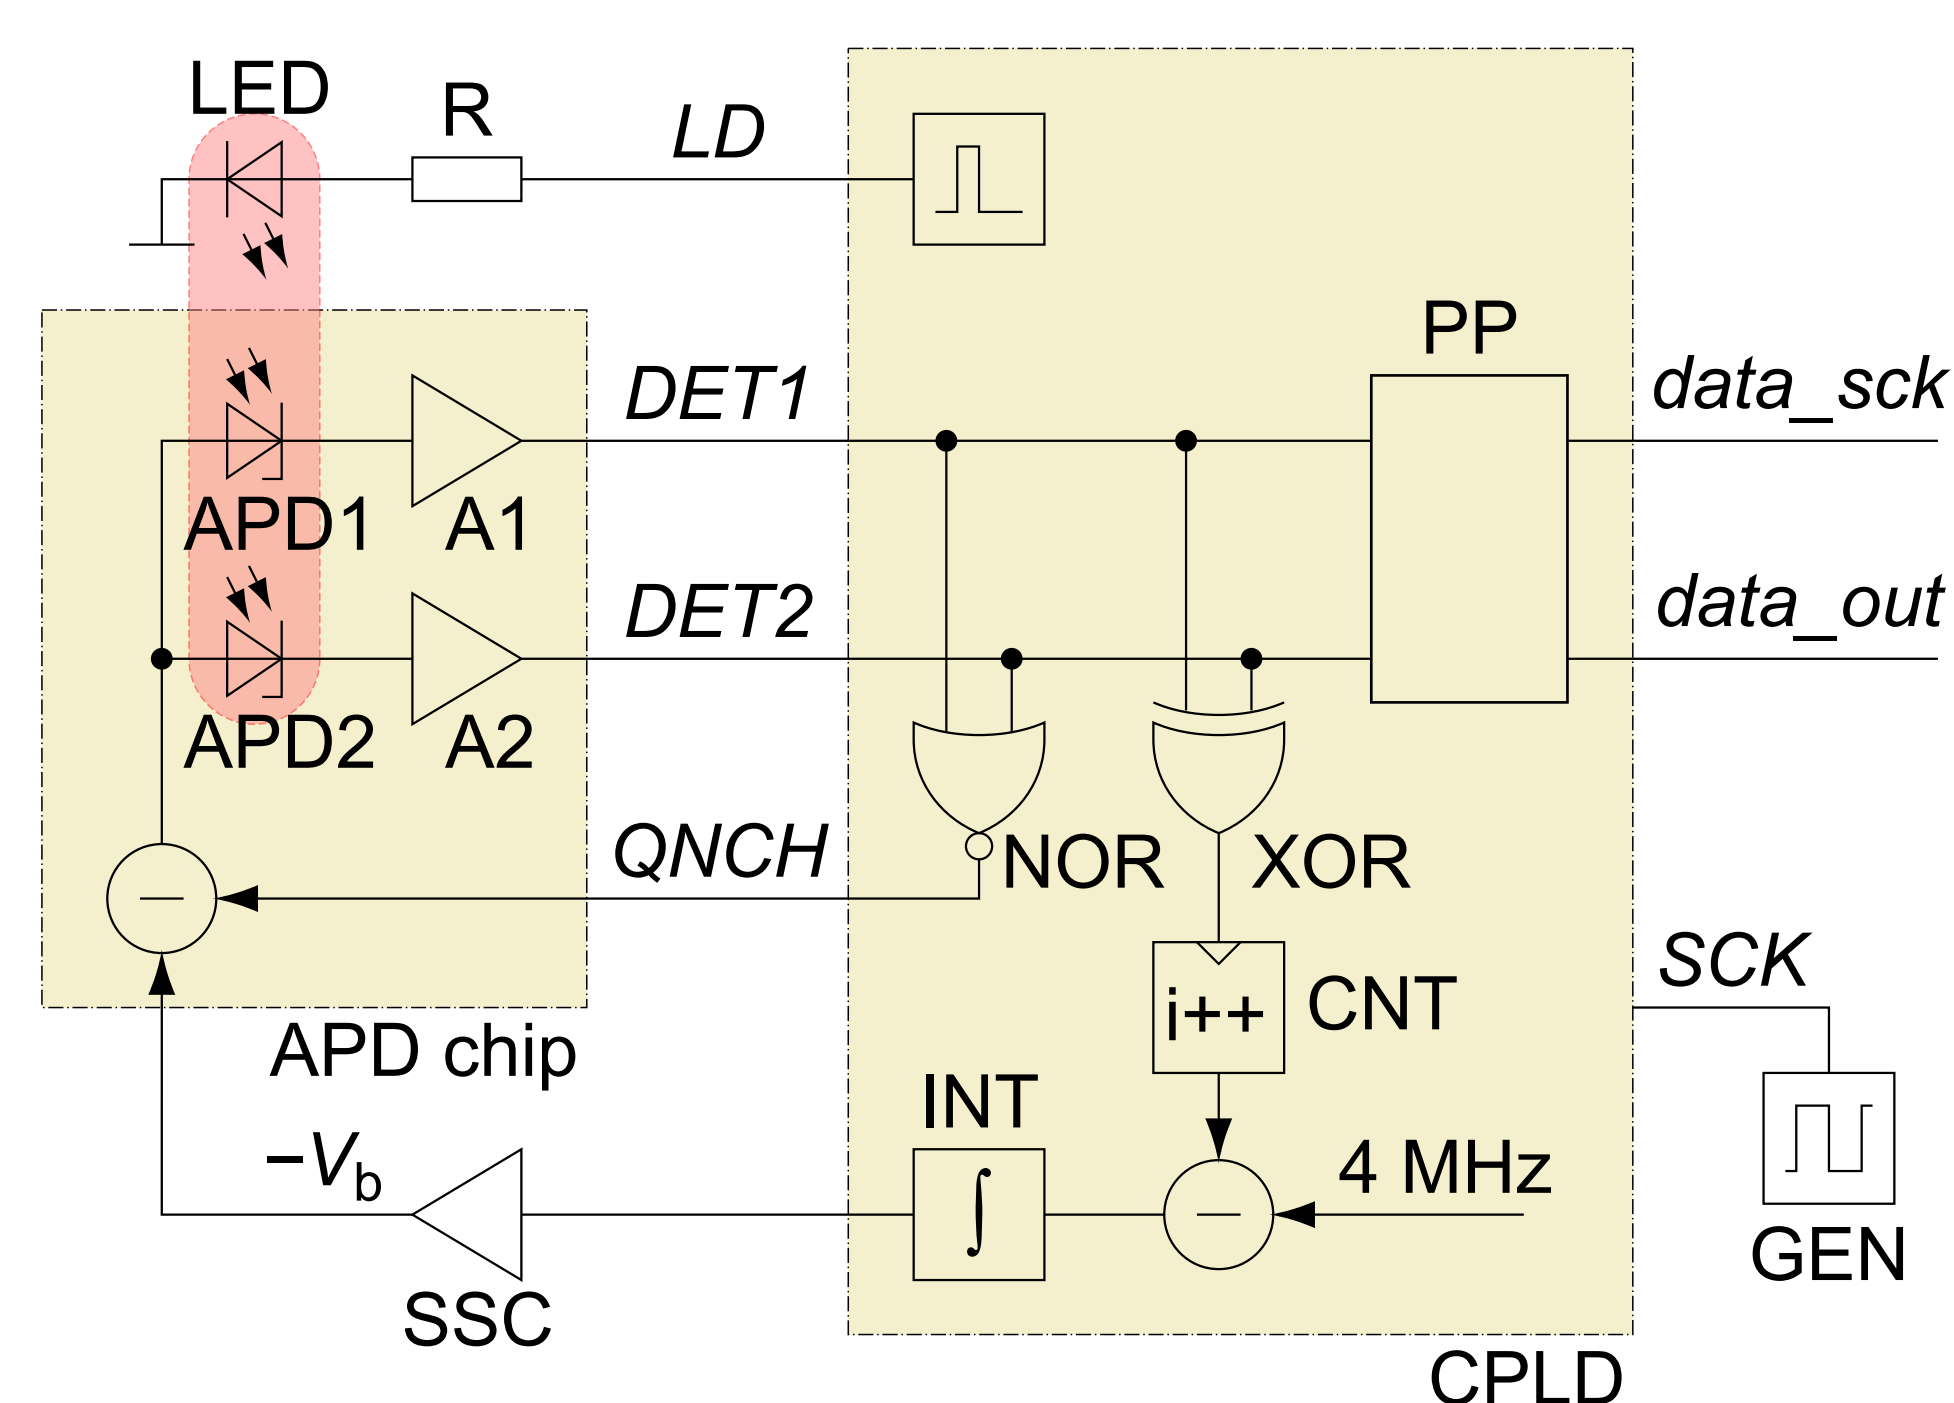 LED
R
LD
PP
DET1
data_sck
APD1
A1
DET2
data_out
APD2
A2
QNCH
NOR
XOR
SCK
i++
CNT
APD chip
INT
–Vb
4 MHz
∫
GEN
SSC
CPLD